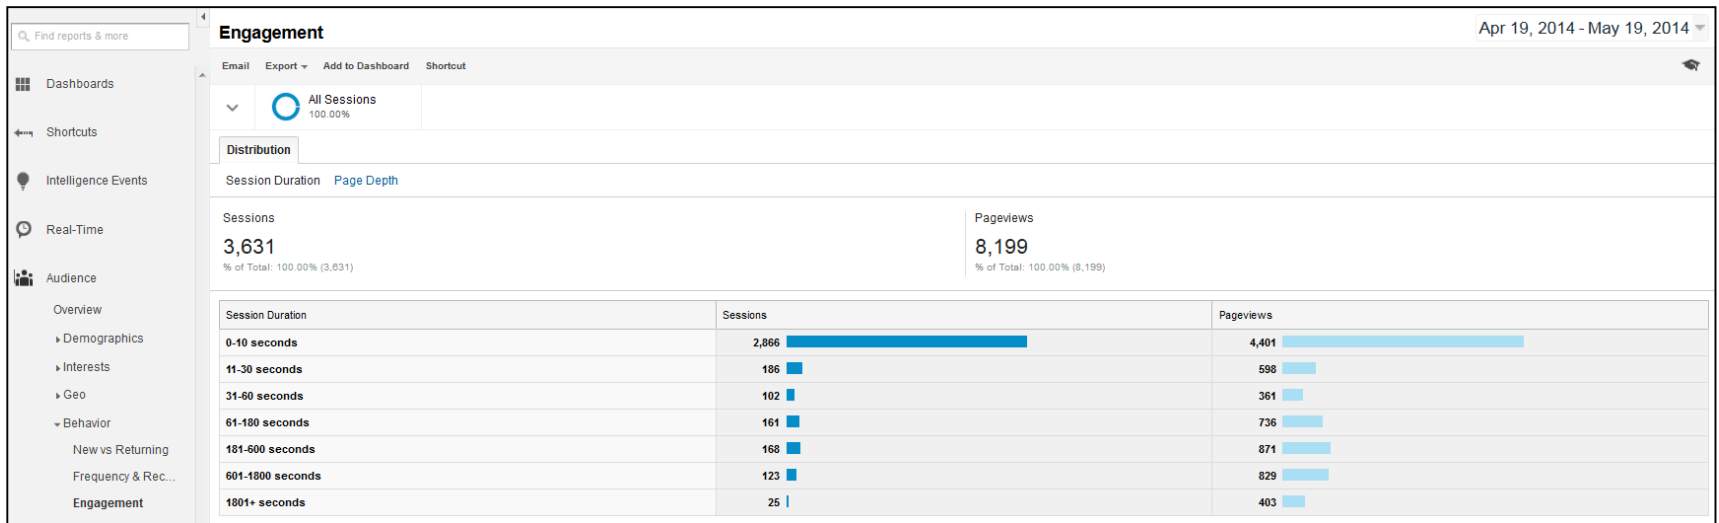 Find reports & more
Dashboards
Shortcuts
Intelligence Events
Real-Time
Audience
Overview
Demographics
Interests
Geo
Behavior
New vs Returning
Frequency & Rec...
Engagement
Engagement
Apr 19, 2014 - May 19, 2014
Email Export Add to Dashboard Shortcut
All Sessions
100.00%
Distribution
Session Duration Page Depth
Sessions
3,631
% of Total: 100.00% (3,631)
Pageviews
8,199
% of Total: 100.00% (8,199)
Session Duration Sessions Pageviews
0-10 seconds 2,866 4,401
11-30 seconds 186 598
31-60 seconds 102 361
61-180 seconds 161 736
181-600 seconds 168 871
601-1800 seconds 123 829
1801+ seconds 25 403